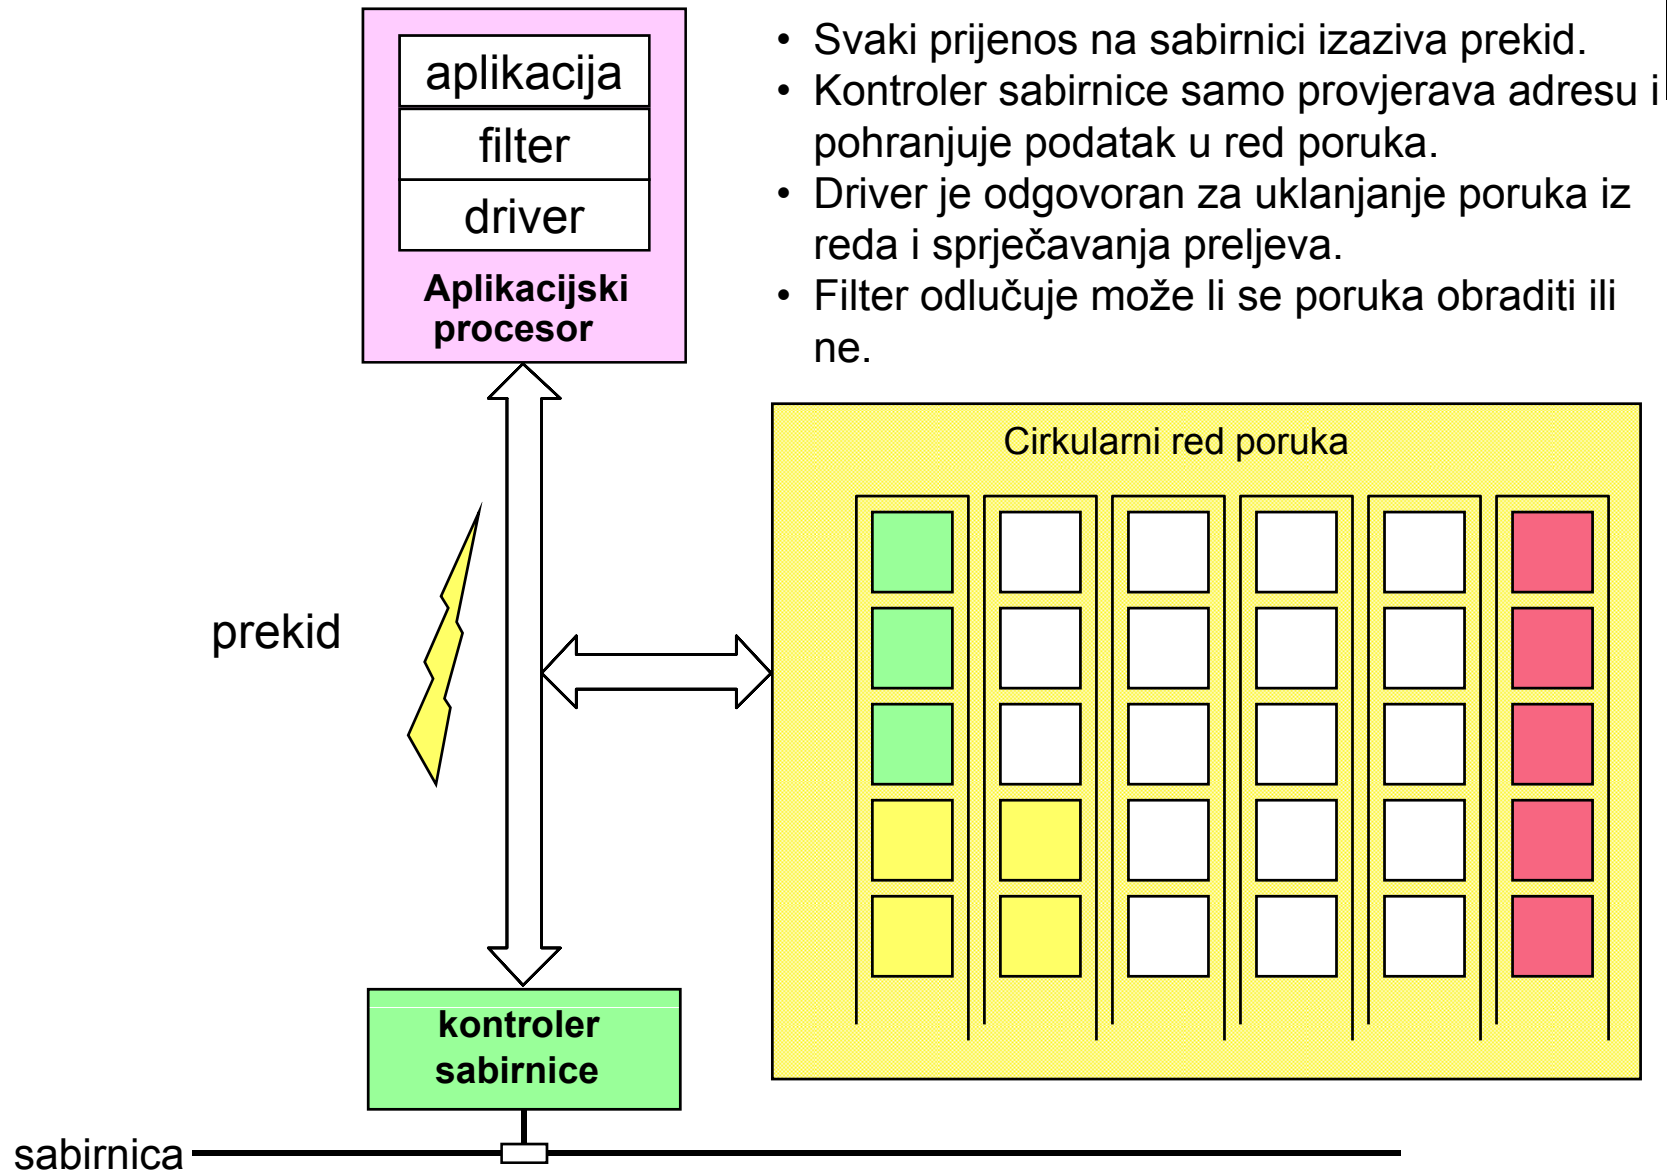 aplikacija
filter
driver
Aplikacijski
procesor
• Svaki prijenos na sabirnici izaziva prekid.
• Kontroler sabirnice samo provjerava adresu i
pohranjuje podatak u red poruka.
• Driver je odgovoran za uklanjanje poruka iz
reda i sprječavanja preljeva.
• Filter odlučuje može li se poruka obraditi ili
ne.
Cirkularni red poruka
prekid
kontroler
sabirnice
sabirnica